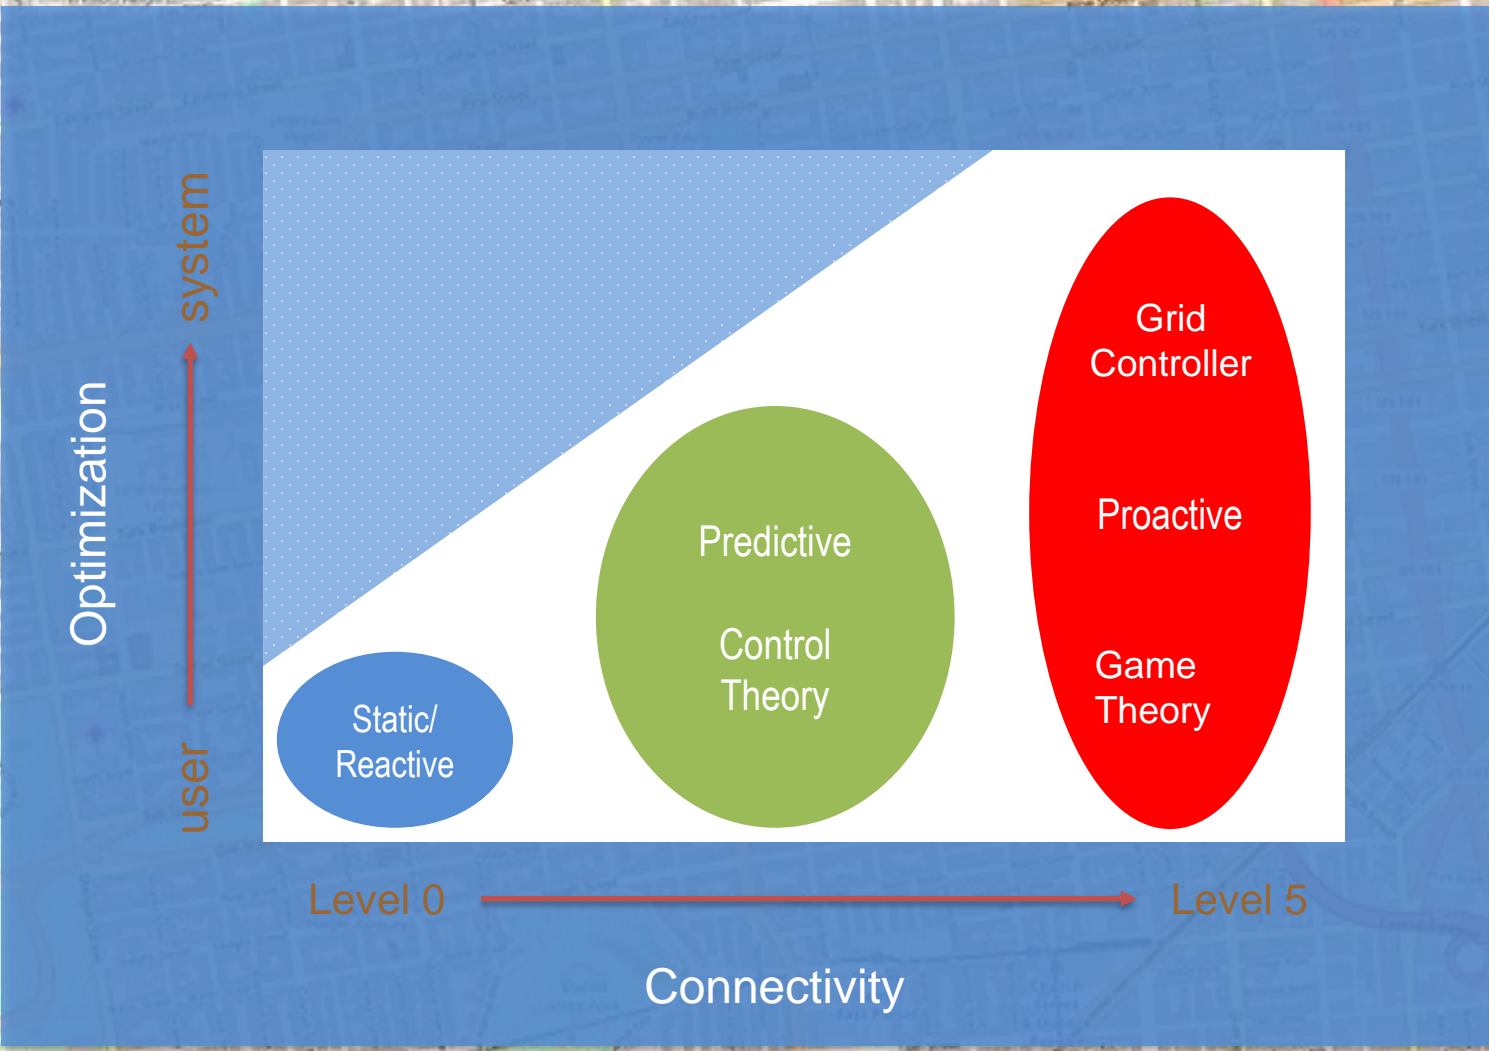 system
user
Optimization
Grid
Controller
Proactive
Game
Theory
Predictive
Control
Theory
Static/
Reactive
Level 0
Level 5
Connectivity